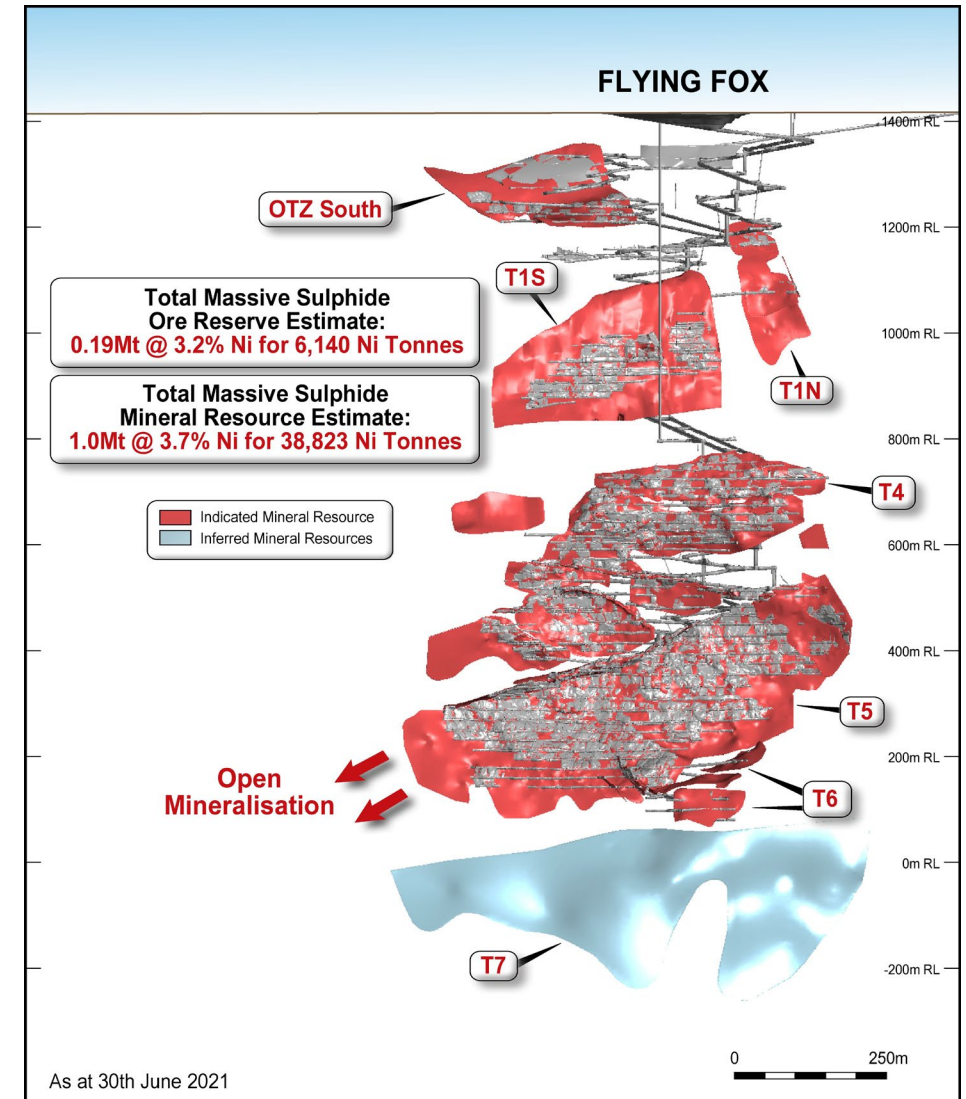 FLYING FOX
1400m RL
OTZ South
1200m RL
T1S
Total Massive Sulphide
Ore Reserve Estimate:
0.19Mt @ 3.2% Ni for 6,140 Ni Tonnes
1000m RL
T1N
Total Massive Sulphide
Mineral Resource Estimate:
1.0Mt @ 3.7% Ni for 38,823 Ni Tonnes
800m RL
T4
Indicated Mineral Resource
Inferred Mineral Resources
600m RL
400m RL
T5
200m RL
Open
Mineralisation
T6
0m RL
T7
-200m RL
0 250m
As at 30th June 2021